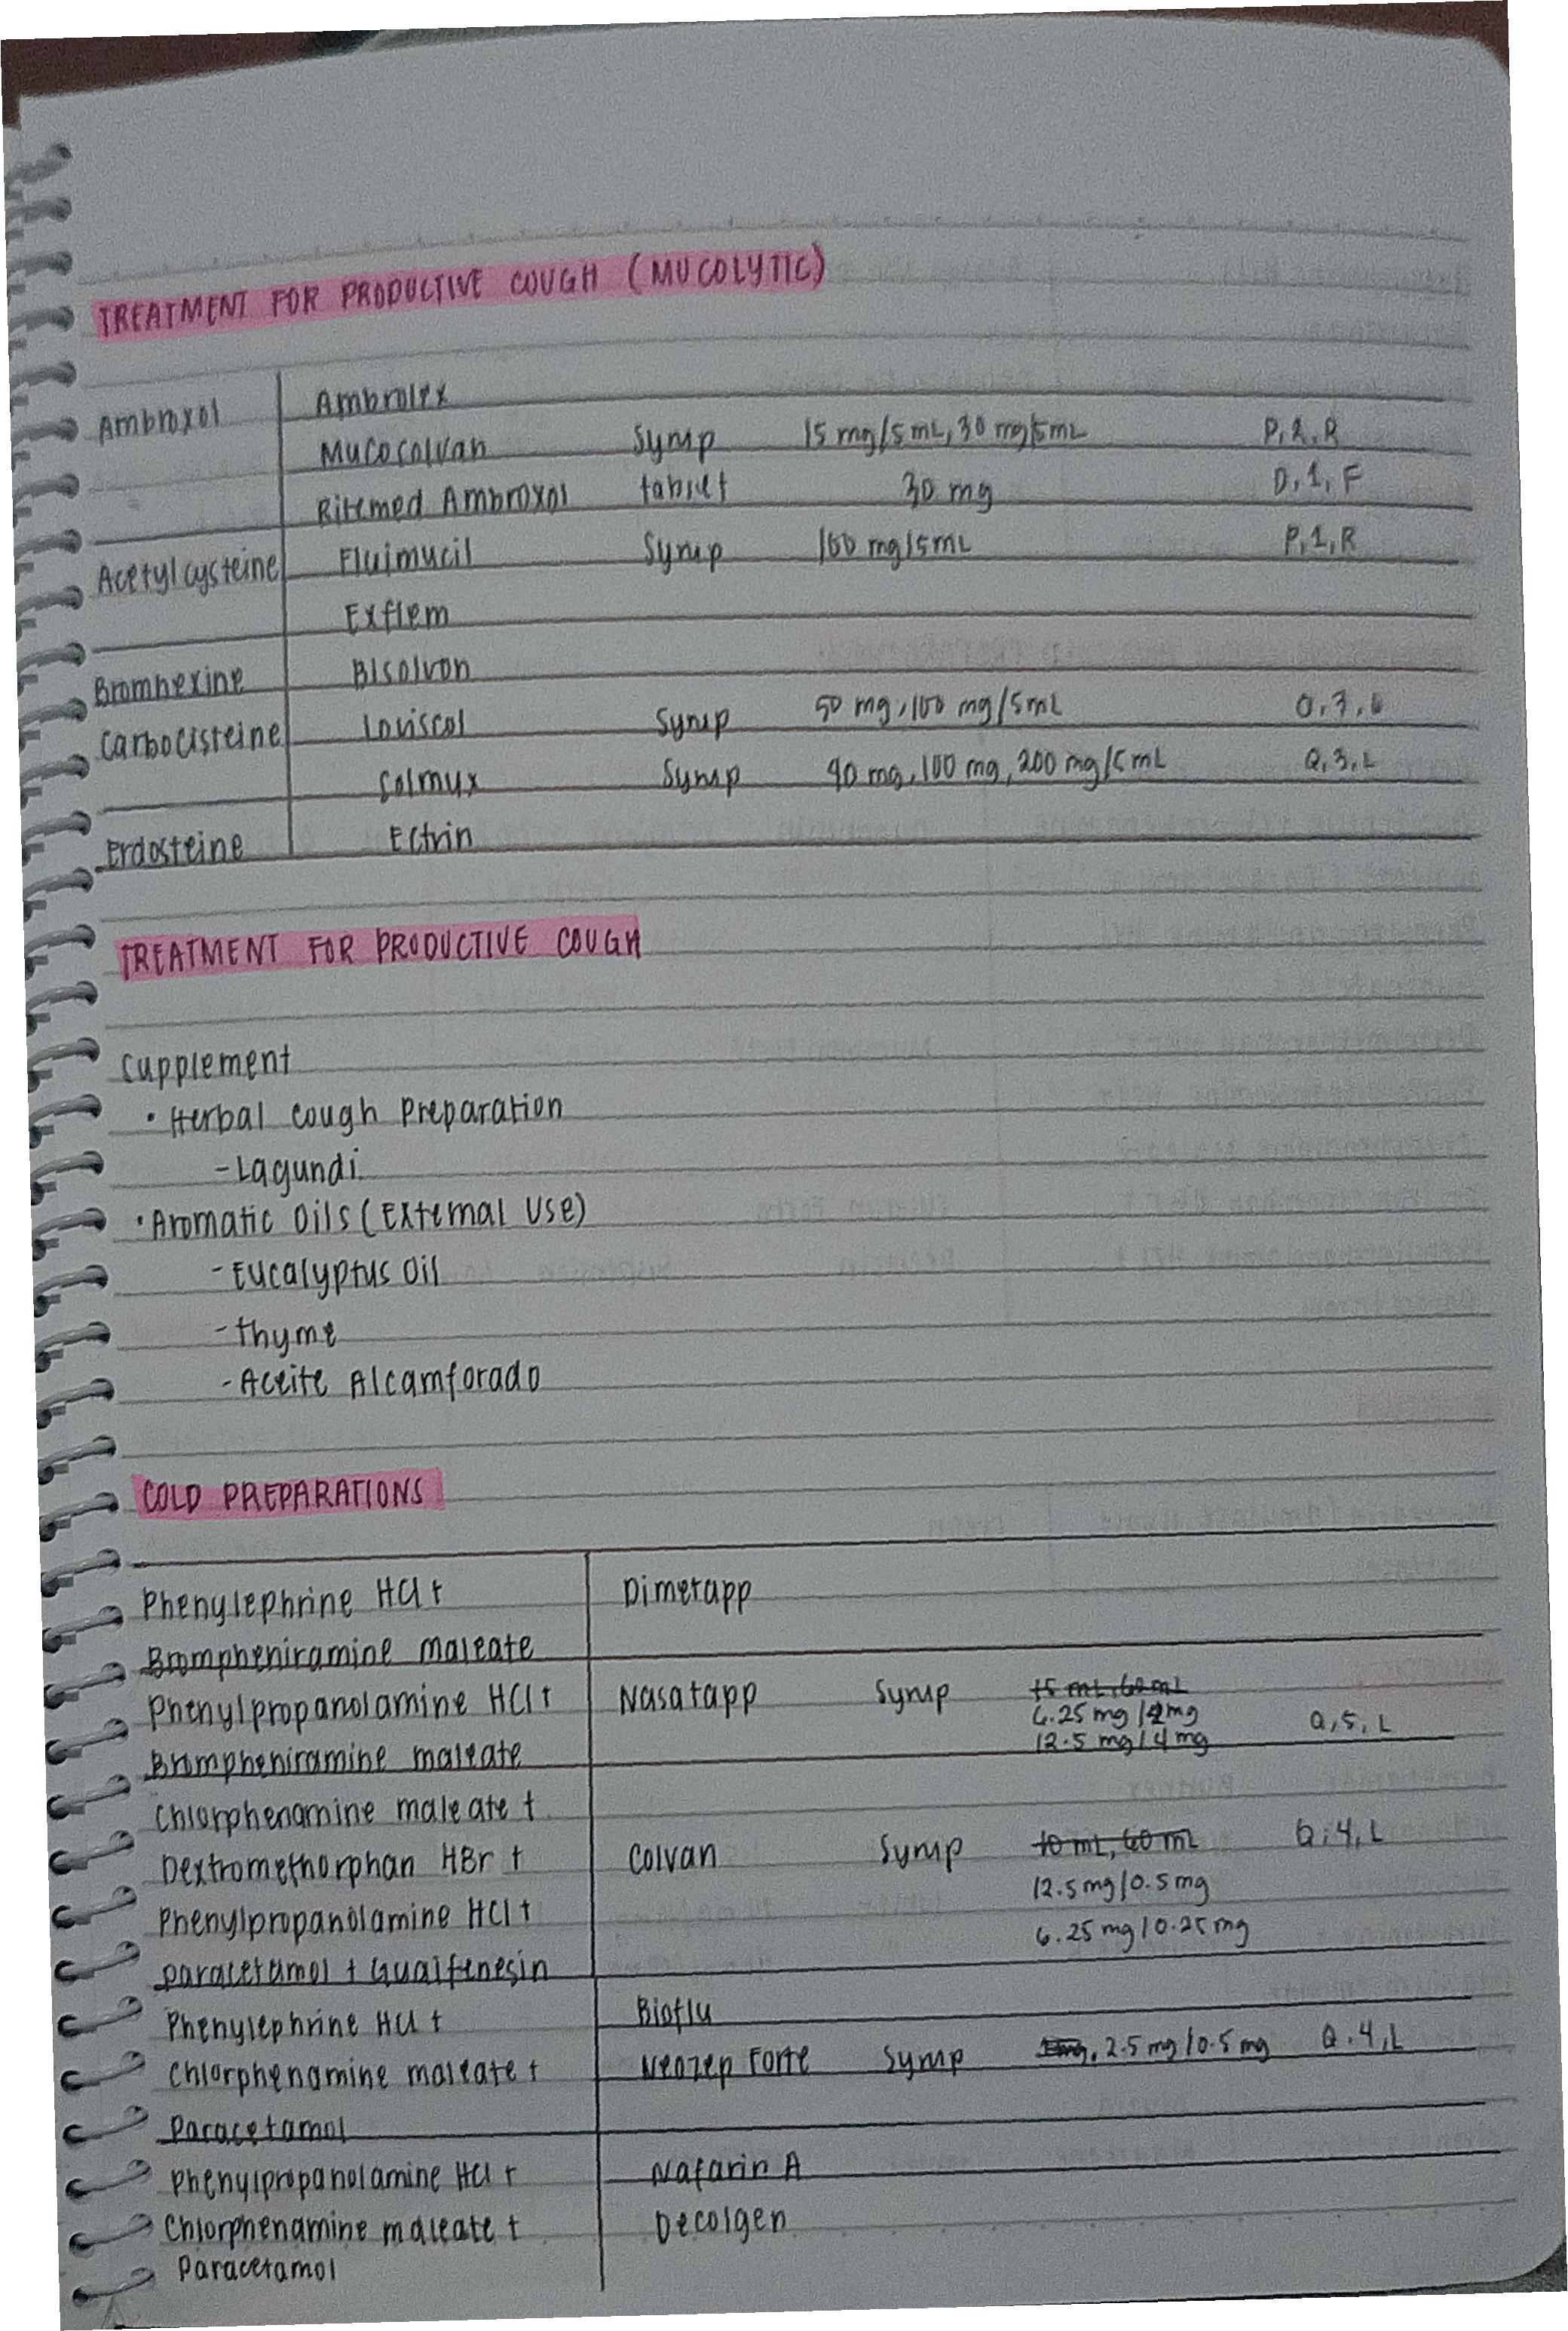 TREATMENT FOR PRODUCTIVE COUGH (MUCOLYTIC)
Ambroxol Ambrolex
Mucocolvan Syrup 15 mg/5mL, 30 mg/5mL P, 2, R
Ritemed Ambroxol tablet 30 mg D, 1, F
Acetylcysteine Fluimucil Syrup 100 mg/5mL P, 1, R
Exflem
Bromhexine Bisolvon
Carbocisteine Loviscol Syrup 50 mg, 100 mg/5mL
Solmux Syrup 40 mg, 100 mg, 200 mg/5mL Q, 3, L
Erdosteine Ectrin
TREATMENT FOR PRODUCTIVE COUGH
Supplement
• Herbal Cough Preparation
- Lagundi
• Aromatic Oils (External Use)
- Eucalyptus Oil
- Thyme
- Aceite Alcamforado
COLD PREPARATIONS
Phenylephrine HCl + Dimetapp
Brompheniramine maleate
Phenylpropanolamine HCl + Nasatapp Syrup 15 mL, 60 mL
6.25 mg/2mg Q, 5, L
12.5 mg/4 mg
Brompheniramine maleate
Chlorphenamine maleate +
Dextromethorphan HBr + Colvan Syrup 10 mL, 60 mL Q, 4, L
12.5 mg/0.5 mg
Phenylpropanolamine HCl +
6.25 mg/0.25 mg
paracetamol + Guaifenesin
Phenylephrine HCl + Bioflu
Chlorphenamine maleate + Neozep Forte Syrup 2.5 mg/0.5 mg Q. 4, L
Paracetamol
Phenylpropanolamine HCl + Nafarin A
Chlorphenamine maleate + Decolgen
Paracetamol